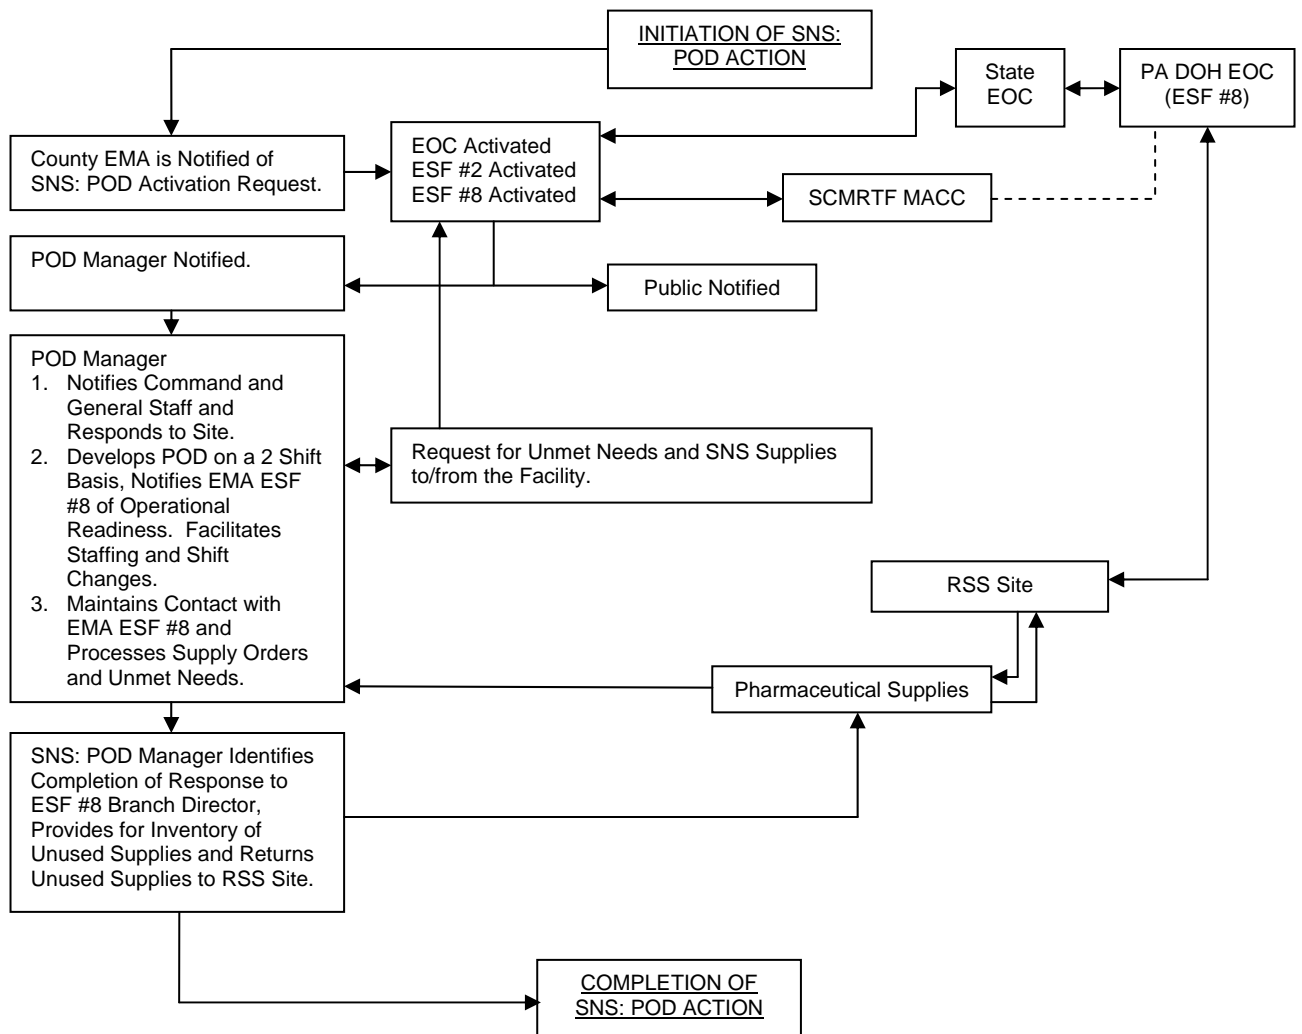 INITIATION OF SNS:
POD ACTION
State
EOC
PA DOH EOC
(ESF #8)
County EMA is Notified of
SNS: POD Activation Request.
EOC Activated
ESF #2 Activated
ESF #8 Activated
SCMRTF MACC
POD Manager Notified.
Public Notified
POD Manager
1. Notifies Command and
General Staff and
Responds to Site.
2. Develops POD on a 2 Shift
Basis, Notifies EMA ESF
#8 of Operational
Readiness. Facilitates
Staffing and Shift
Changes.
3. Maintains Contact with
EMA ESF #8 and
Processes Supply Orders
and Unmet Needs.
Request for Unmet Needs and SNS Supplies
to/from the Facility.
RSS Site
Pharmaceutical Supplies
SNS: POD Manager Identifies
Completion of Response to
ESF #8 Branch Director,
Provides for Inventory of
Unused Supplies and Returns
Unused Supplies to RSS Site.
COMPLETION OF
SNS: POD ACTION